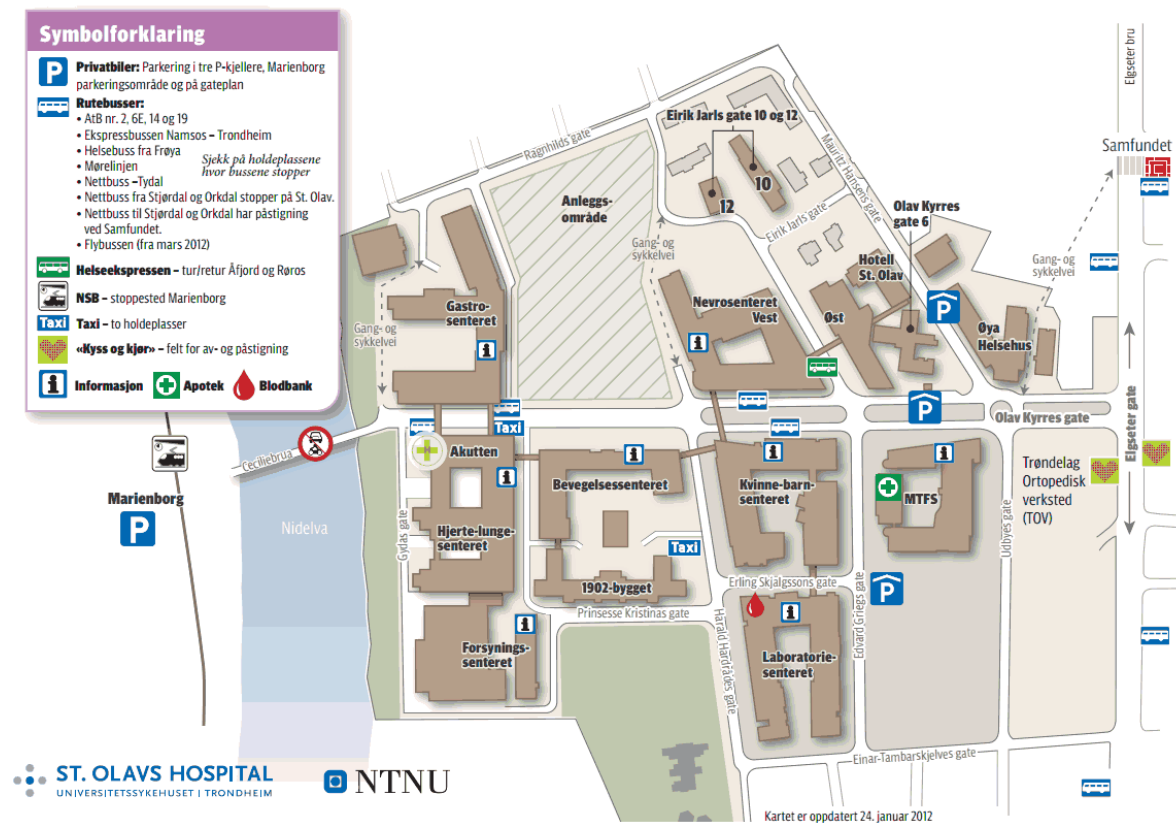 Symbolforklaring
P
Privatbiler: Parkering i tre P-kjellere, Marienborg
parkeringsområde og på gateplan
Rutebusser:
• AtB nr. 2, 6E, 14 og 19
• Ekspressbussen Namsos – Trondheim
• Helsebuss fra Frøya
• Mørelinjen
• Nettbuss –Tydal
Sjekk på holdeplassene
hvor bussene stopper
• Nettbuss fra Stjørdal og Orkdal stopper på St. Olav.
• Nettbuss til Stjørdal og Orkdal har påstigning
ved Samfundet.
• Flybussen (fra mars 2012)
Helseekspressen – tur/retur Åfjord og Røros
NSB – stoppested Marienborg
Taxi
Taxi – to holdeplasser
«Kyss og kjør» – felt for av- og påstigning
i
Informasjon
Apotek
Blodbank
Elgseter bru
Samfundet
Ragnhilds gate
Eirik Jarls gate 10 og 12
10
12
Mauritz Hansens gate
Anleggs-
område
Olav Kyrres
gate 6
Eirik Jarls gate
Gang- og
sykkelvei
Hotell
St. Olav
Gang- og
sykkelvei
Gastro-
senteret
Nevrosenteret
Vest
Øst
P
Øya
Helsehus
Gang- og
sykkelvei
i
i
P
Olav Kyrres gate
Elgseter gate
Taxi
H
Akutten
i
i
i
i
Ceciliebrua
Bevegelsessenteret
Kvinne-barn-
senteret
MTFS
Trøndelag
Ortopedisk
verksted
(TOV)
Marienborg
P
Nidelva
Gydas gate
Hjerte-lunge-
senteret
Taxi
Udbyes gate
1902-bygget
Erling Skjalgssons gate
P
Edvard Griegs gate
Prinsesse Kristinas gate
i
i
Harald Hardrådes gate
Forsynings-
senteret
Laboratorie-
senteret
Einar-Tambarskjelves gate
ST. OLAVS HOSPITAL
UNIVERSITETSSYKEHUSET | TRONDHEIM
NTNU
Kartet er oppdatert 24. januar 2012